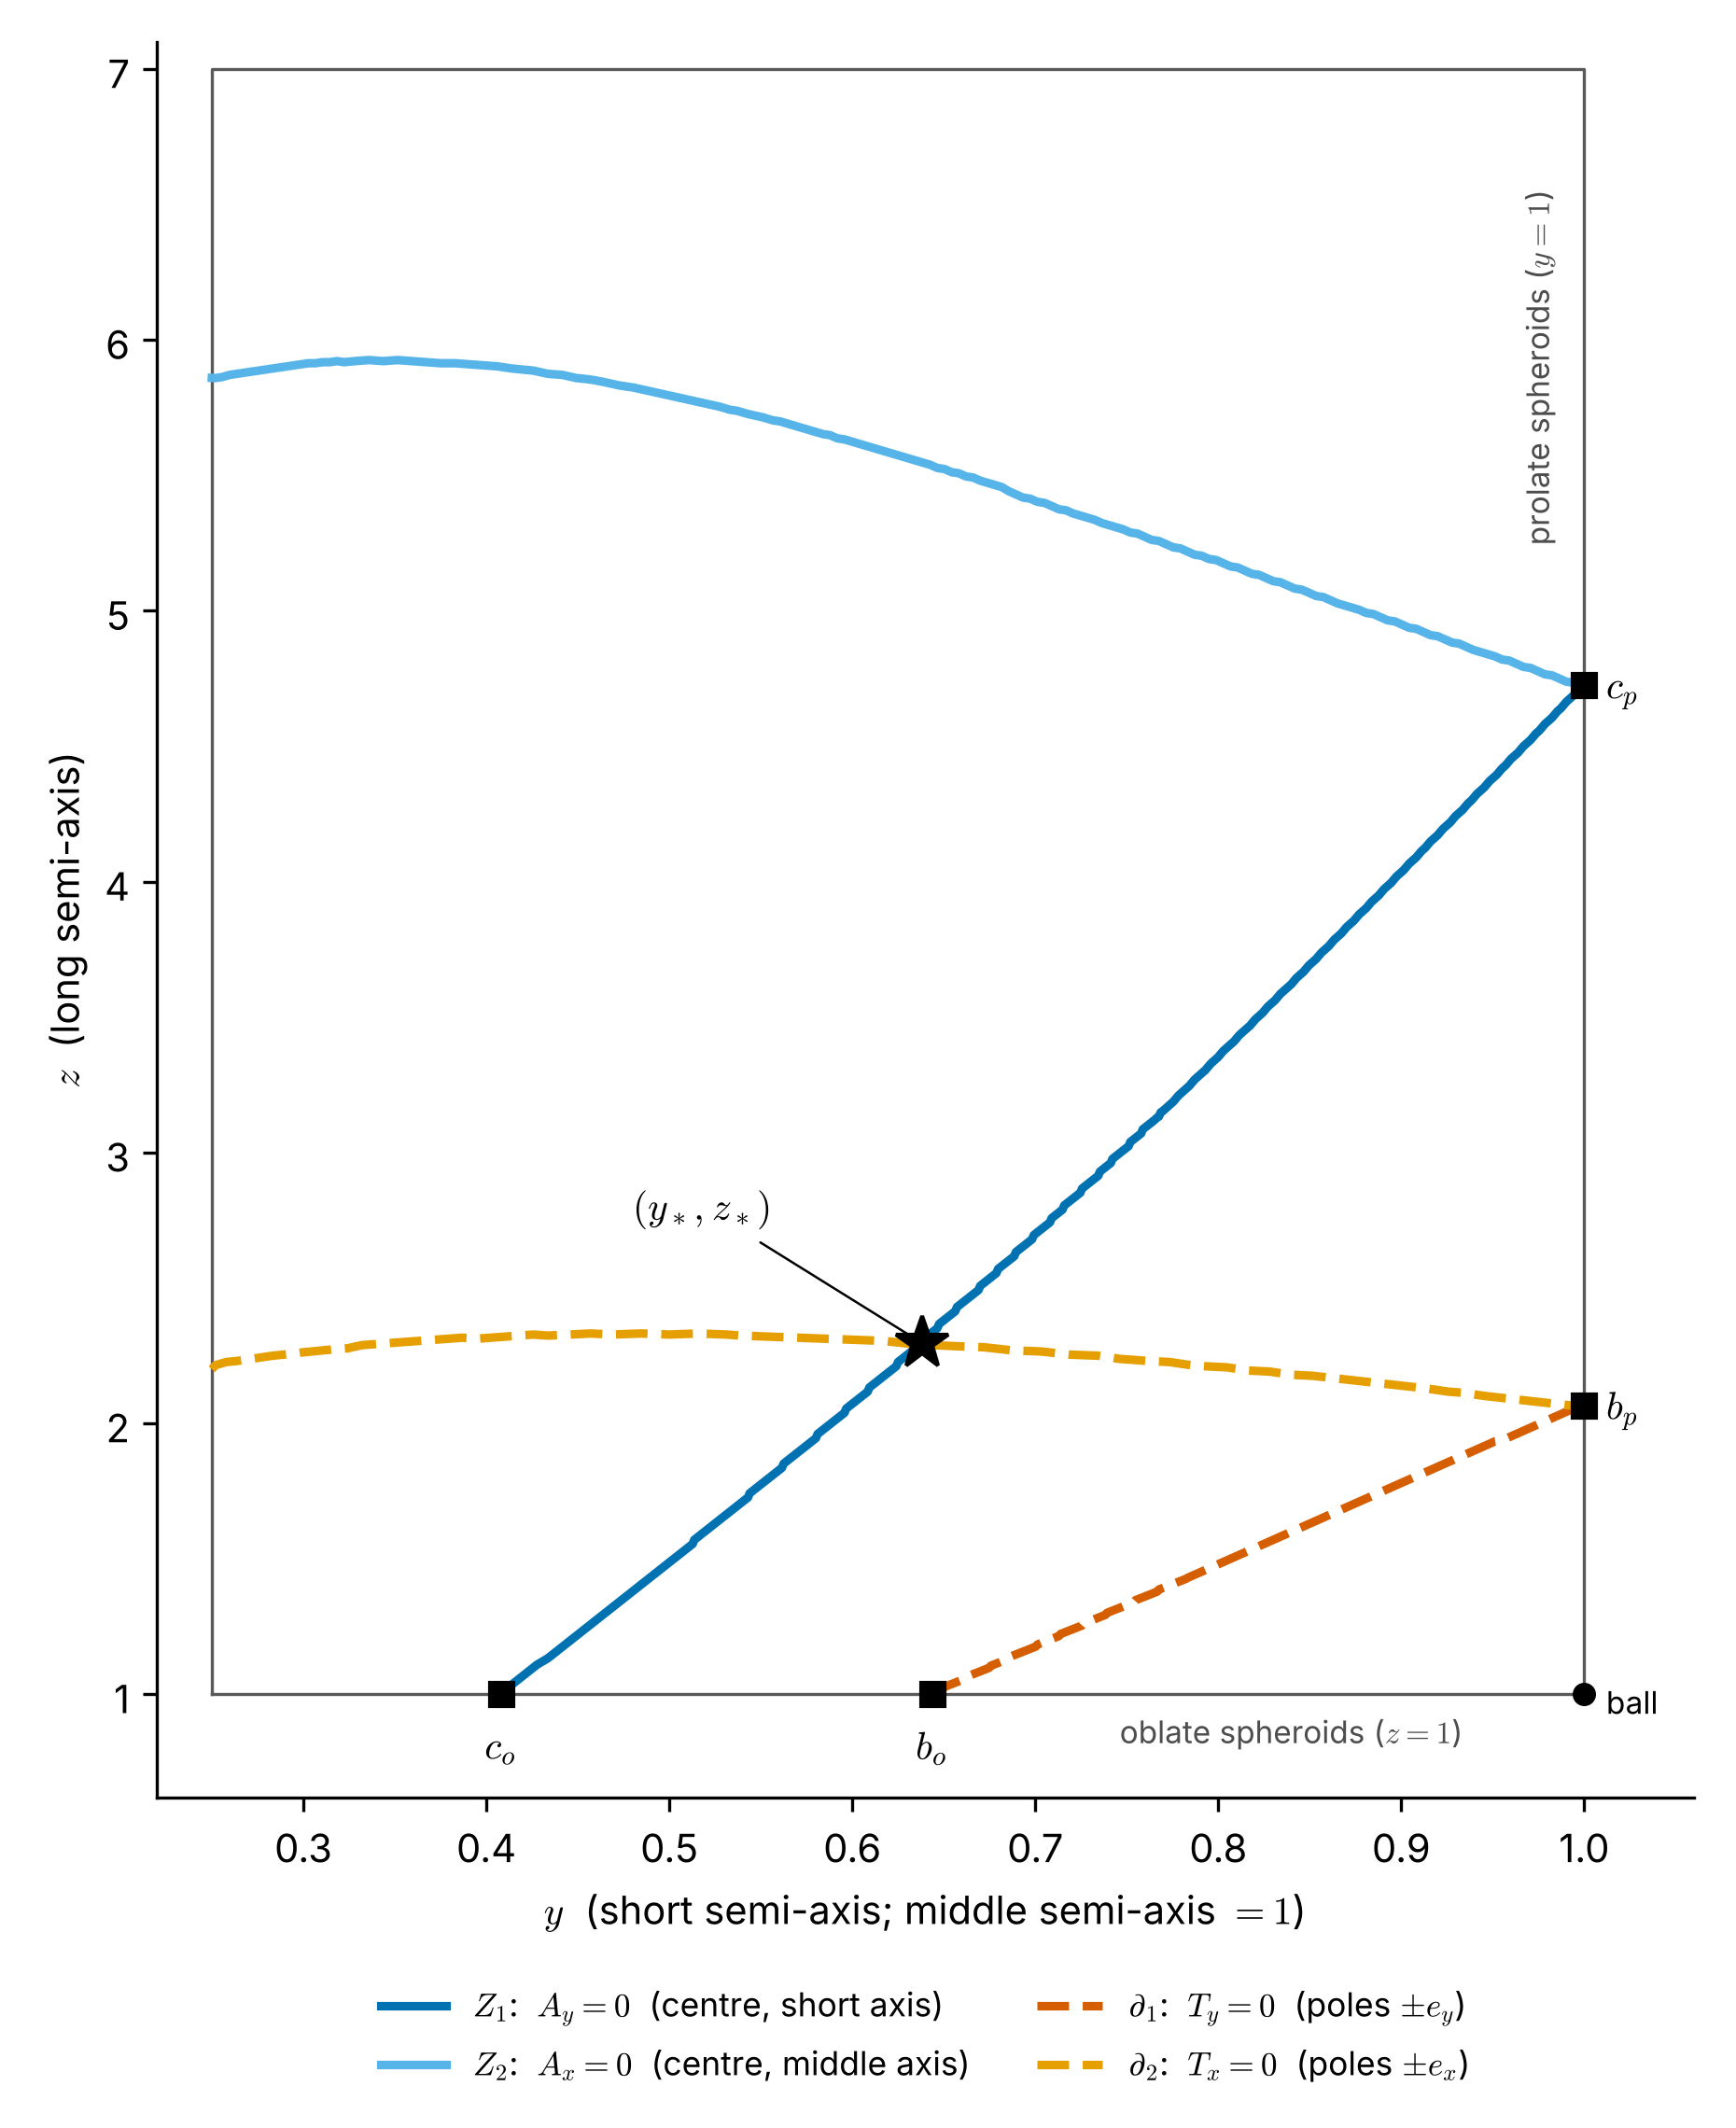 7
6
5
4
3
2
1
z (long semi-axis)
prolate spheroids (y = 1)
c_p
(y_*, z_*)
b_p
ball
oblate spheroids (z = 1)
c_o
b_o
0.3 0.4 0.5 0.6 0.7 0.8 0.9 1.0
y (short semi-axis; middle semi-axis = 1)
Z_1: A_y = 0 (centre, short axis)
Z_2: A_x = 0 (centre, middle axis)
∂_1: T_y = 0 (poles ±e_y)
∂_2: T_x = 0 (poles ±e_x)